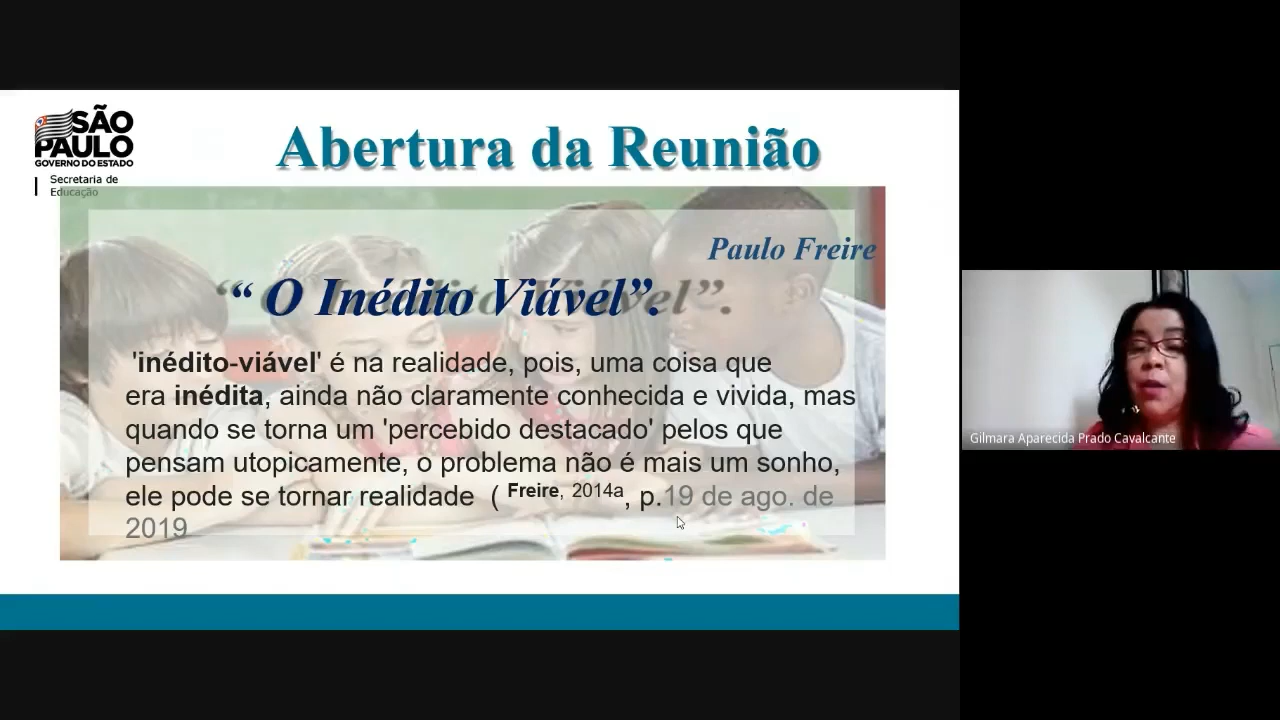 SÃO
PAULO
GOVERNO DO ESTADO
Secretaria de
Educação
Abertura da Reunião
Paulo Freire
“ O Inédito Viável”.
'inédito-viável' é na realidade, pois, uma coisa que
era inédita, ainda não claramente conhecida e vivida, mas
quando se torna um 'percebido destacado' pelos que
pensam utopicamente, o problema não é mais um sonho,
ele pode se tornar realidade ( Freire, 2014a, p.19 de ago. de
2019
Gilmara Aparecida Prado Cavalcante